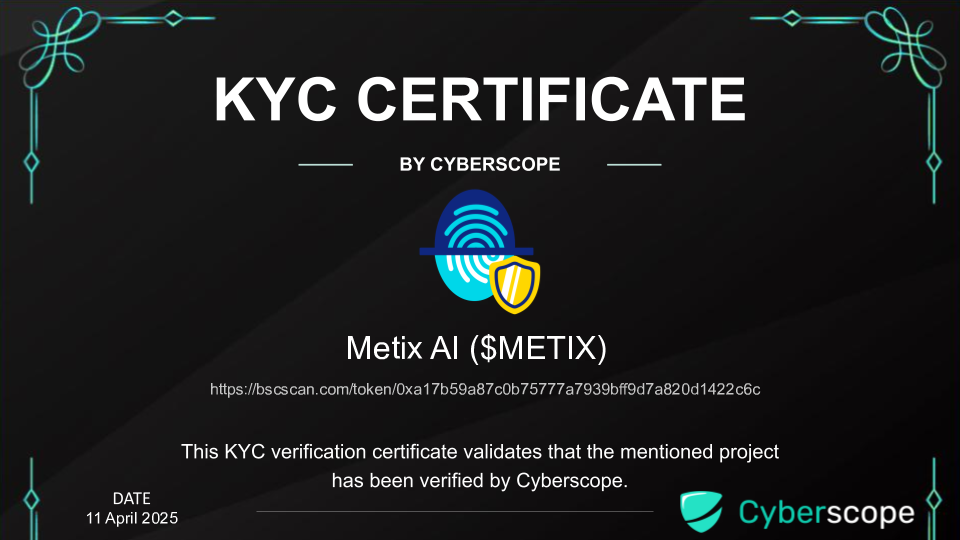 KYC CERTIFICATE
BY CYBERSCOPE
Metix AI ($METIX)
https://bscscan.com/token/0xa17b59a87c0b75777a7939bff9d7a820d1422c6c
This KYC verification certificate validates that the mentioned project
has been verified by Cyberscope.
DATE
11 April 2025
Cyberscope